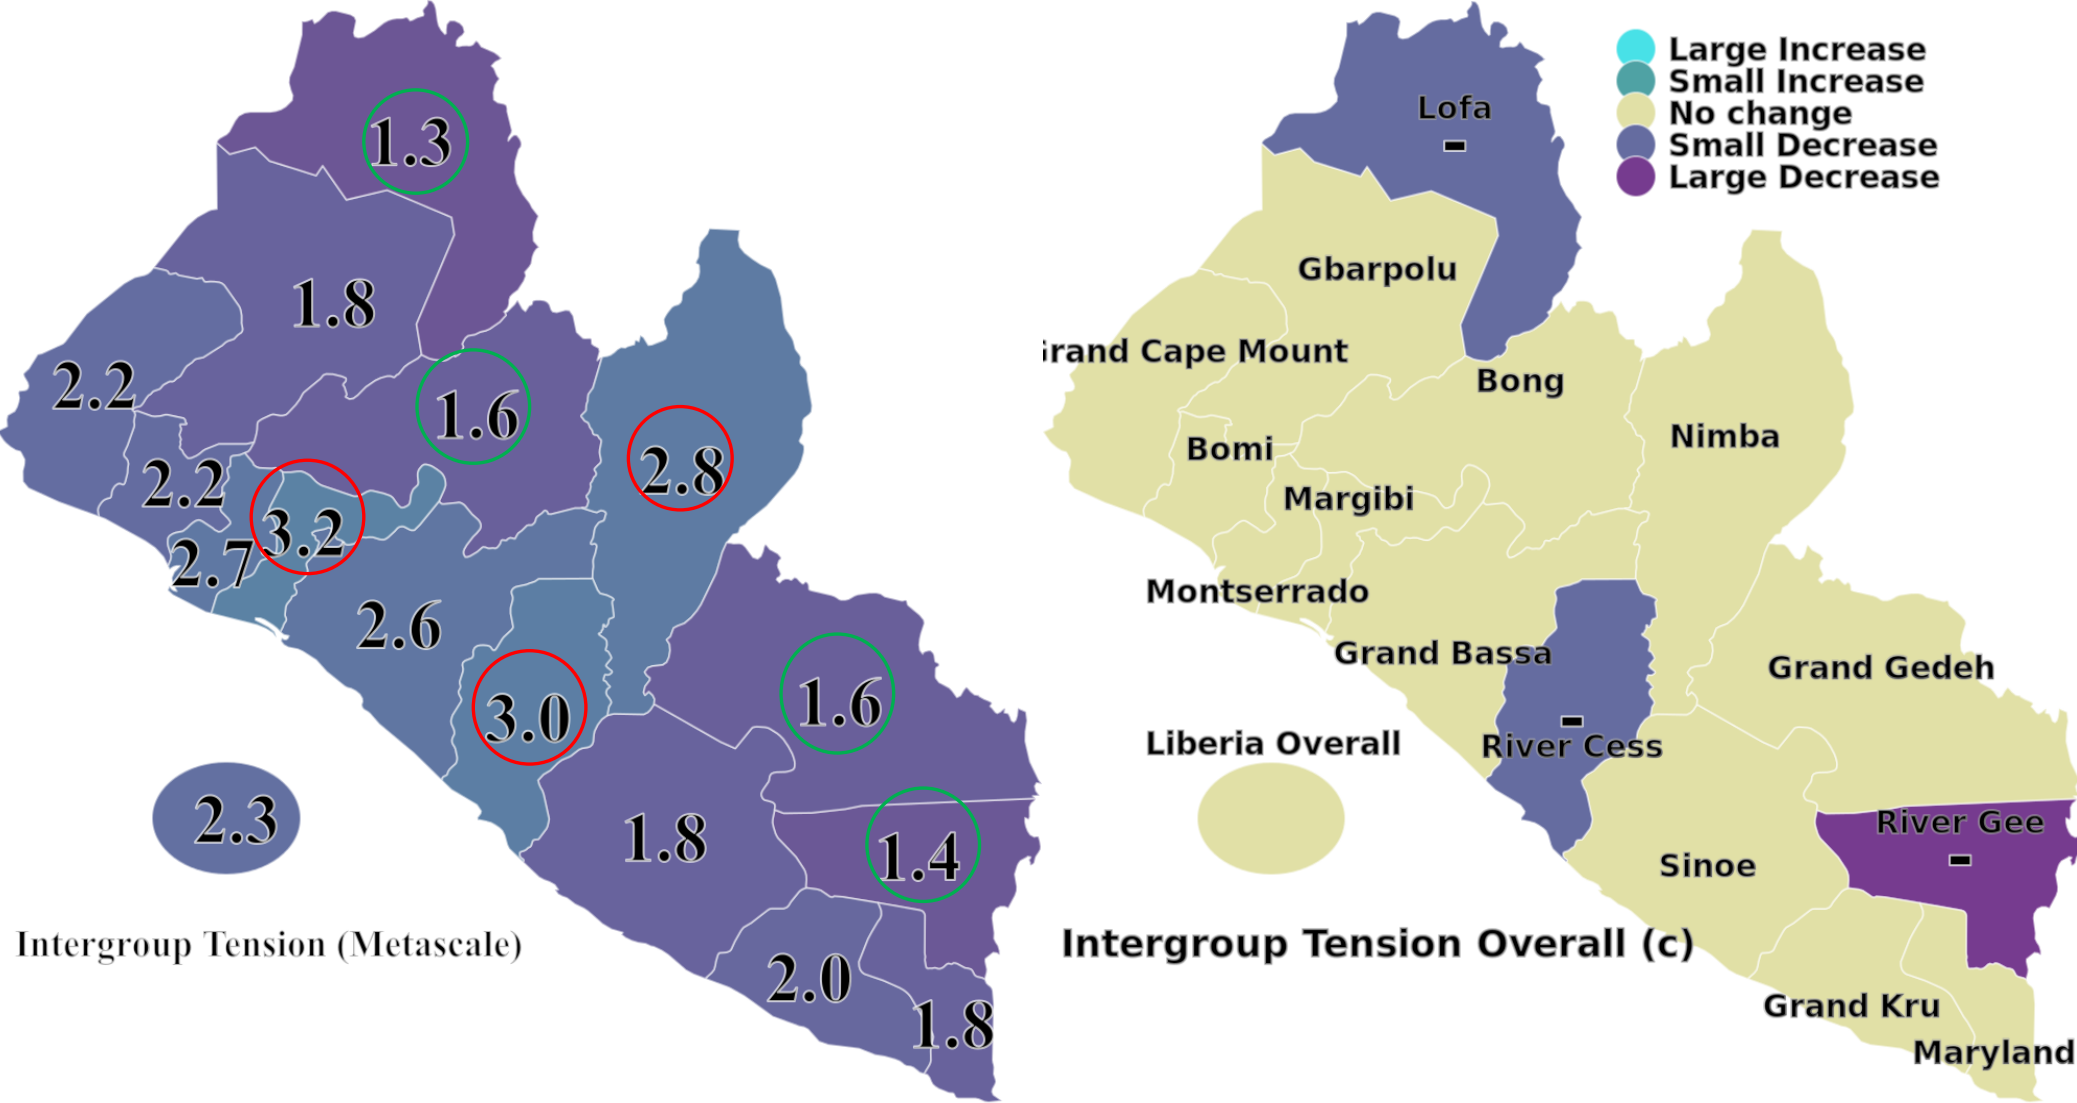 1.3
1.8
2.2
1.6
2.8
2.2
3.2
2.7
2.6
3.0
1.6
2.3
1.8
1.4
2.0
1.8
Intergroup Tension (Metascale)
Large Increase
Small Increase
No change
Small Decrease
Large Decrease
Lofa
-
Gbarpolu
Grand Cape Mount
Bong
Nimba
Bomi
Margibi
Montserrado
Grand Bassa
Grand Gedeh
-
River Cess
Liberia Overall
River Gee
-
Sinoe
Intergroup Tension Overall (c)
Grand Kru
Maryland